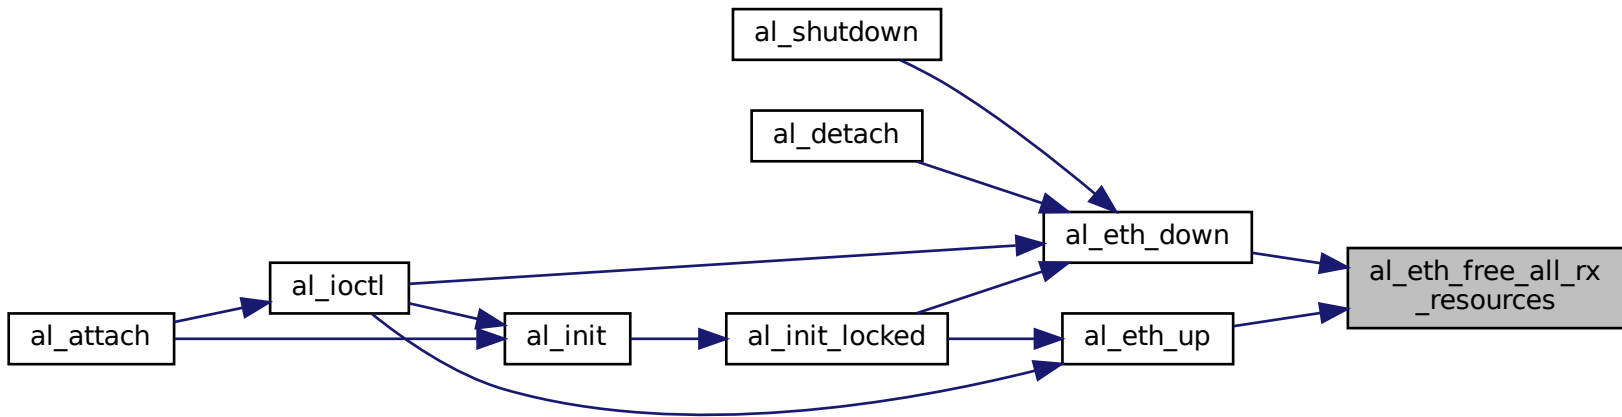 al_shutdown
al_detach
al_eth_down
al_eth_free_all_rx
_resources
al_ioctl
al_attach
al_init
al_init_locked
al_eth_up